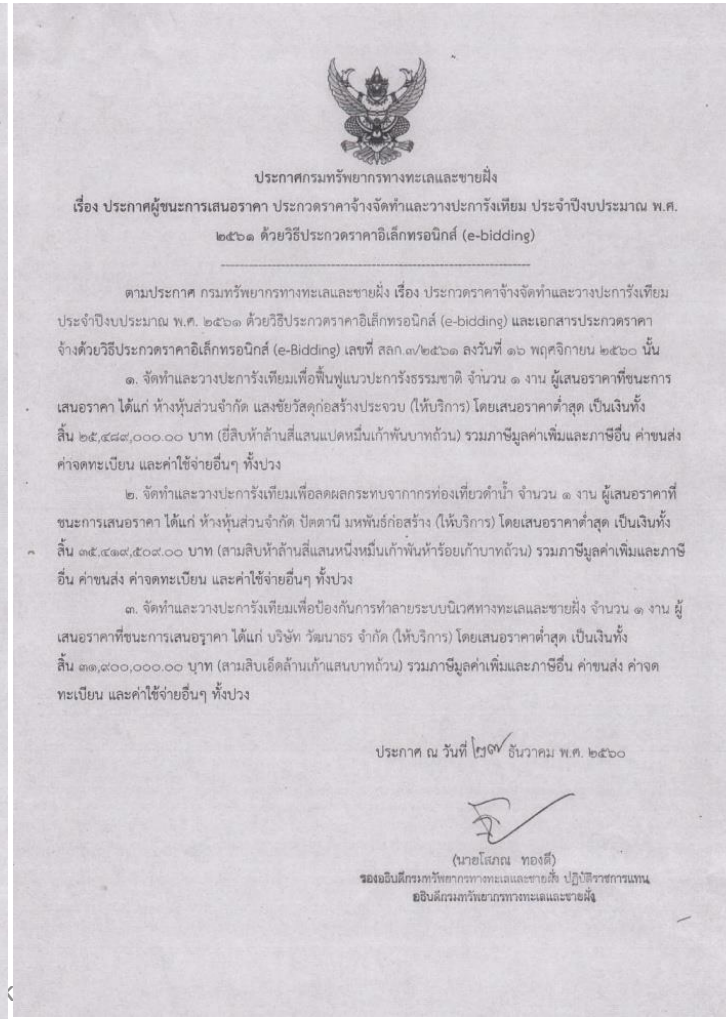 ประกาศกรมทรัพยากรทางทะเลและชายฝั่ง
เรื่อง ประกาศผู้ชนะการเสนอราคา ประกวดราคาจ้างจัดทำและวางปะการังเทียม ประจำปีงบประมาณ พ.ศ.
๒๕๖๑ ด้วยวิธีประกวดราคาอิเล็กทรอนิกส์ (e-bidding)
ตามประกาศ กรมทรัพยากรทางทะเลและชายฝั่ง เรื่อง ประกวดราคาจ้างจัดทำและวางปะการังเทียม
ประจำปีงบประมาณ พ.ศ. ๒๕๖๑ ด้วยวิธีประกวดราคาอิเล็กทรอนิกส์ (e-bidding) และเอกสารประกวดราคา
จ้างด้วยวิธีประกวดราคาอิเล็กทรอนิกส์ (e-Bidding) เลขที่ สลก.๓/๒๕๖๑ ลงวันที่ ๑๖ พฤศจิกายน ๒๕๖๐ นั้น
๑. จัดทำและวางปะการังเทียมเพื่อฟื้นฟูแนวปะการังธรรมชาติ จำนวน ๑ งาน ผู้เสนอราคาที่ชนะการ
เสนอราคา ได้แก่ ห้างหุ้นส่วนจำกัด แสงชัยวัสดุก่อสร้างประจวบ (ให้บริการ) โดยเสนอราคาต่ำสุด เป็นเงินทั้ง
สิ้น ๒๕,๔๘๙,๐๐๐.๐๐ บาท (ยี่สิบห้าล้านสี่แสนแปดหมื่นเก้าพันบาทถ้วน) รวมภาษีมูลค่าเพิ่มและภาษีอื่น ค่าขนส่ง
ค่าจดทะเบียน และค่าใช้จ่ายอื่นๆ ทั้งปวง
๒. จัดทำและวางปะการังเทียมเพื่อลดผลกระทบจากการท่องเที่ยวดำน้ำ จำนวน ๑ งาน ผู้เสนอราคาที่
ชนะการเสนอราคา ได้แก่ ห้างหุ้นส่วนจำกัด ปัตตานี มหพันธ์ก่อสร้าง (ให้บริการ) โดยเสนอราคาต่ำสุด เป็นเงินทั้ง
สิ้น ๓๕,๔๑๙,๕๐๙.๐๐ บาท (สามสิบห้าล้านสี่แสนหนึ่งหมื่นเก้าพันห้าร้อยเก้าบาทถ้วน) รวมภาษีมูลค่าเพิ่มและภาษี
อื่น ค่าขนส่ง ค่าจดทะเบียน และค่าใช้จ่ายอื่นๆ ทั้งปวง
๓. จัดทำและวางปะการังเทียมเพื่อป้องกันการทำลายระบบนิเวศทางทะเลและชายฝั่ง จำนวน ๑ งาน ผู้
เสนอราคาที่ชนะการเสนอราคา ได้แก่ บริษัท วัฒนาธร จำกัด (ให้บริการ) โดยเสนอราคาต่ำสุด เป็นเงินทั้ง
สิ้น ๓๑,๙๐๐,๐๐๐.๐๐ บาท (สามสิบเอ็ดล้านเก้าแสนบาทถ้วน) รวมภาษีมูลค่าเพิ่มและภาษีอื่น ค่าขนส่ง ค่าจด
ทะเบียน และค่าใช้จ่ายอื่นๆ ทั้งปวง
ประกาศ ณ วันที่ ๒๗ ธันวาคม พ.ศ. ๒๕๖๐
(นายโสภณ ทองดี)
รองอธิบดีกรมทรัพยากรทางทะเลและชายฝั่ง ปฏิบัติราชการแทน
อธิบดีกรมทรัพยากรทางทะเลและชายฝั่ง